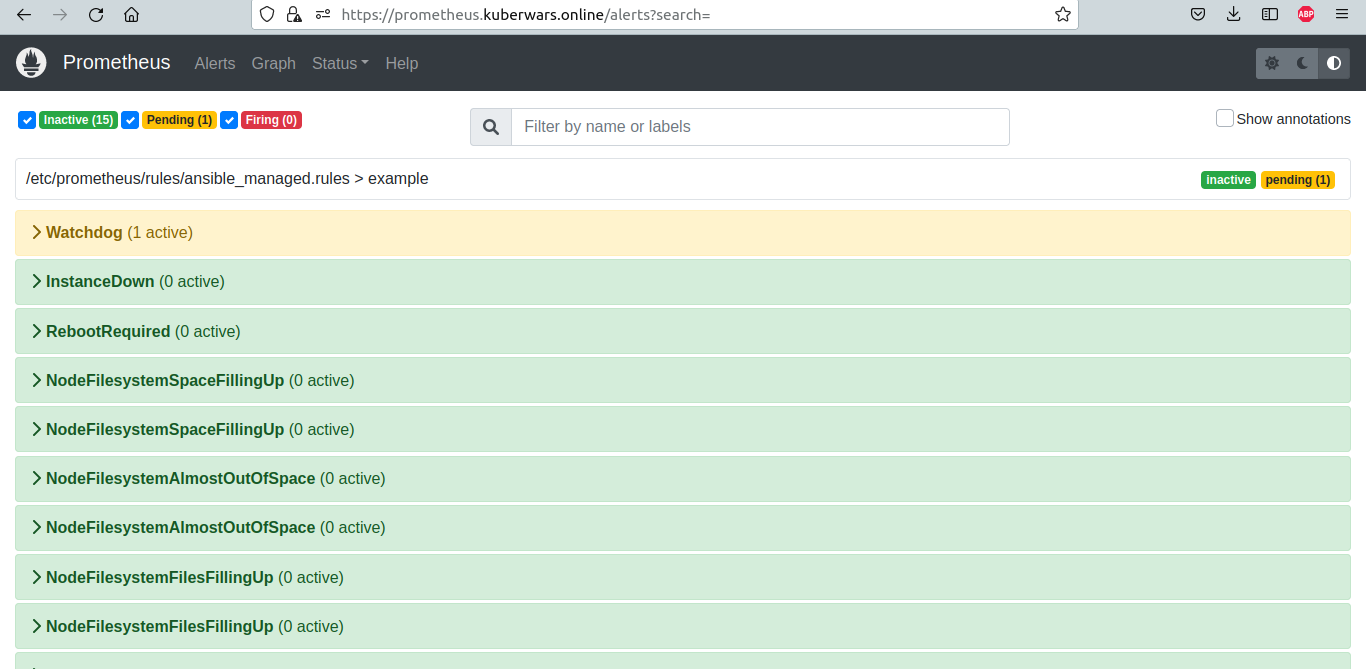 https://prometheus.kuberwars.online/alerts?search=
ABP
Prometheus Alerts Graph Status Help
Inactive (15) Pending (1) Firing (0)
Filter by name or labels
Show annotations
/etc/prometheus/rules/ansible_managed.rules > example
inactive pending (1)
Watchdog (1 active)
InstanceDown (0 active)
RebootRequired (0 active)
NodeFilesystemSpaceFillingUp (0 active)
NodeFilesystemSpaceFillingUp (0 active)
NodeFilesystemAlmostOutOfSpace (0 active)
NodeFilesystemAlmostOutOfSpace (0 active)
NodeFilesystemFilesFillingUp (0 active)
NodeFilesystemFilesFillingUp (0 active)